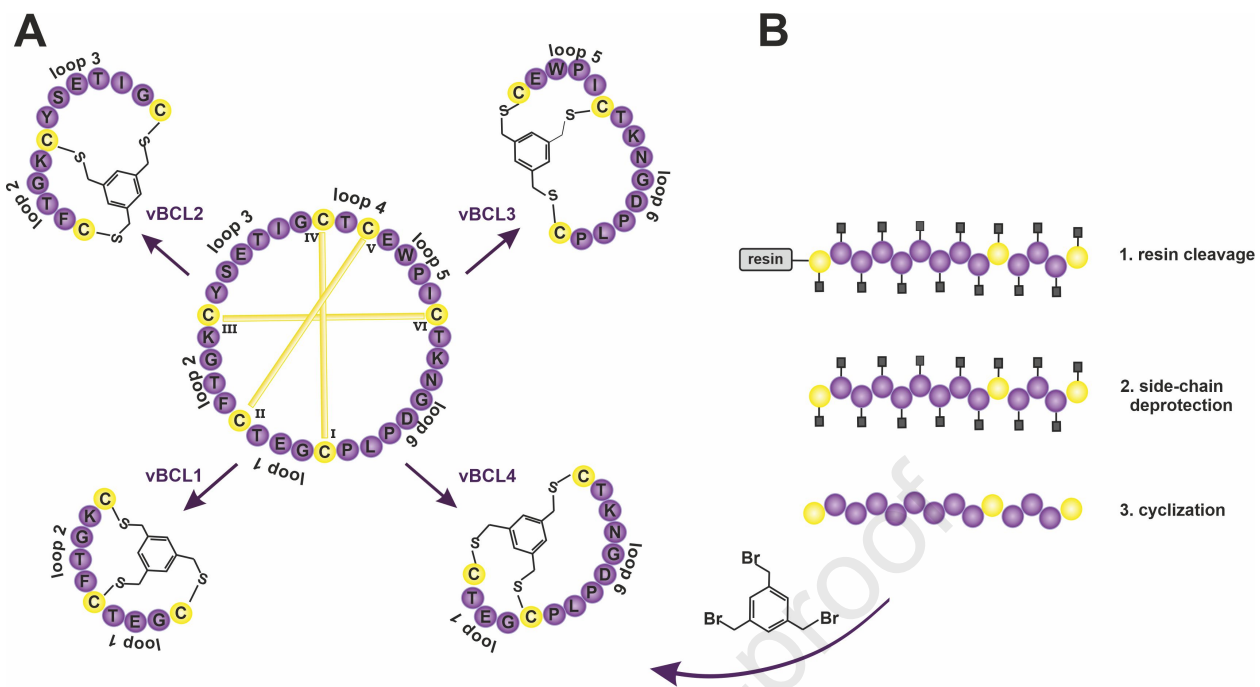 A
B
loop 3
C K G T F C
Y S E T I G C
loop 2
S
S
S
vBCL2
loop 5
C E W P I C T K N G D P L P C
loop 6
S
S
S
vBCL3
loop 4
C T C E W P I C T K N G D P L P C G E T C F T G K C Y S E T I G
loop 3
loop 5
loop 2
loop 6
loop 1
IV
V
III
VI
II
I
vBCL1
C K G T F C T E G C
loop 2
loop 1
S
S
S
vBCL4
C T E G C P L P D G N K T C
loop 6
loop 1
S
S
S
resin
1. resin cleavage
2. side-chain
deprotection
3. cyclization
Br
Br
Br
proof